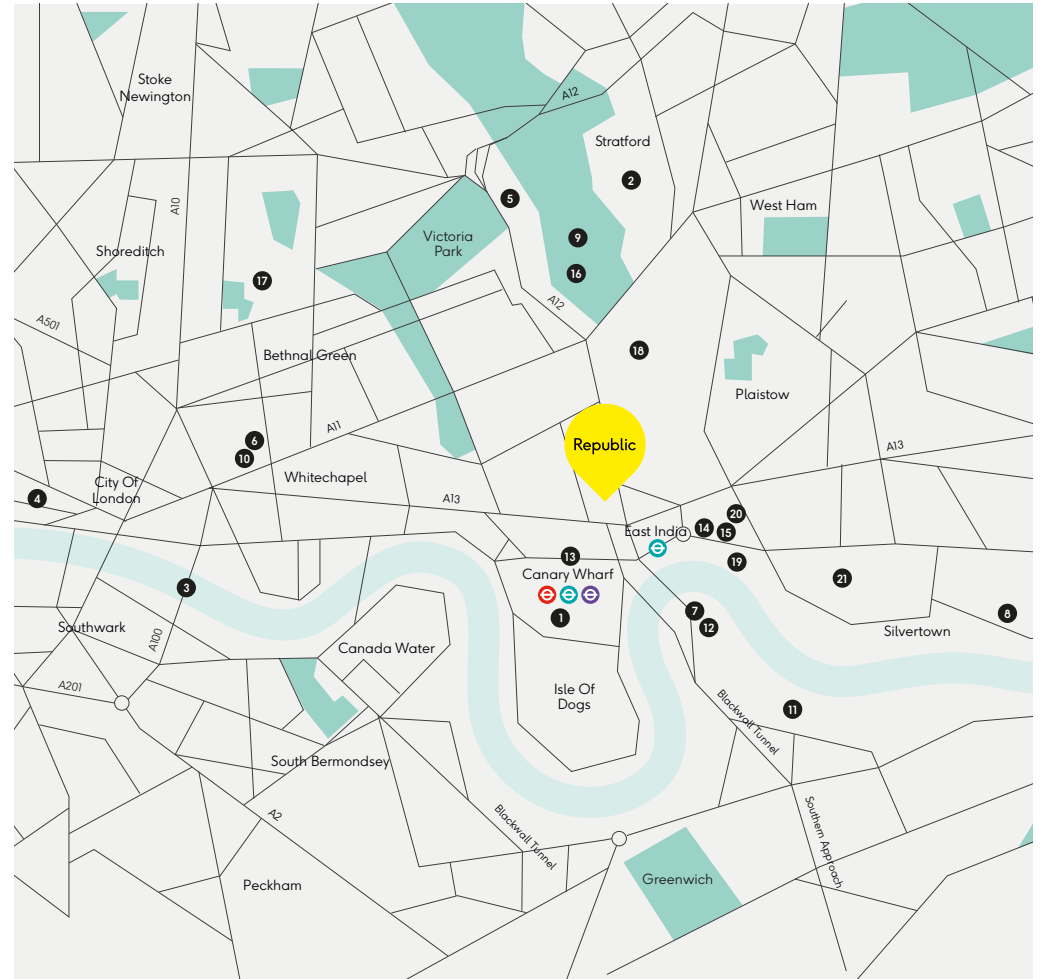 A12
Stoke
Newington
Stratford
2
5
A10
West Ham
Victoria
Park
9
Shoreditch
16
17
A12
A501
18
Bethnal Green
Plaistow
A11
6
Republic
A13
10
Whitechapel
City Of
London
4
A13
20
14
15
East India
13
19
Canary Wharf
21
3
1
7
8
12
Southwark
A100
Silvertown
Canada Water
A201
Isle Of
Dogs
11
Blackwall Tunnel
South Bermondsey
A2
Blackwall Tunnel
Southern Approach
Peckham
Greenwich